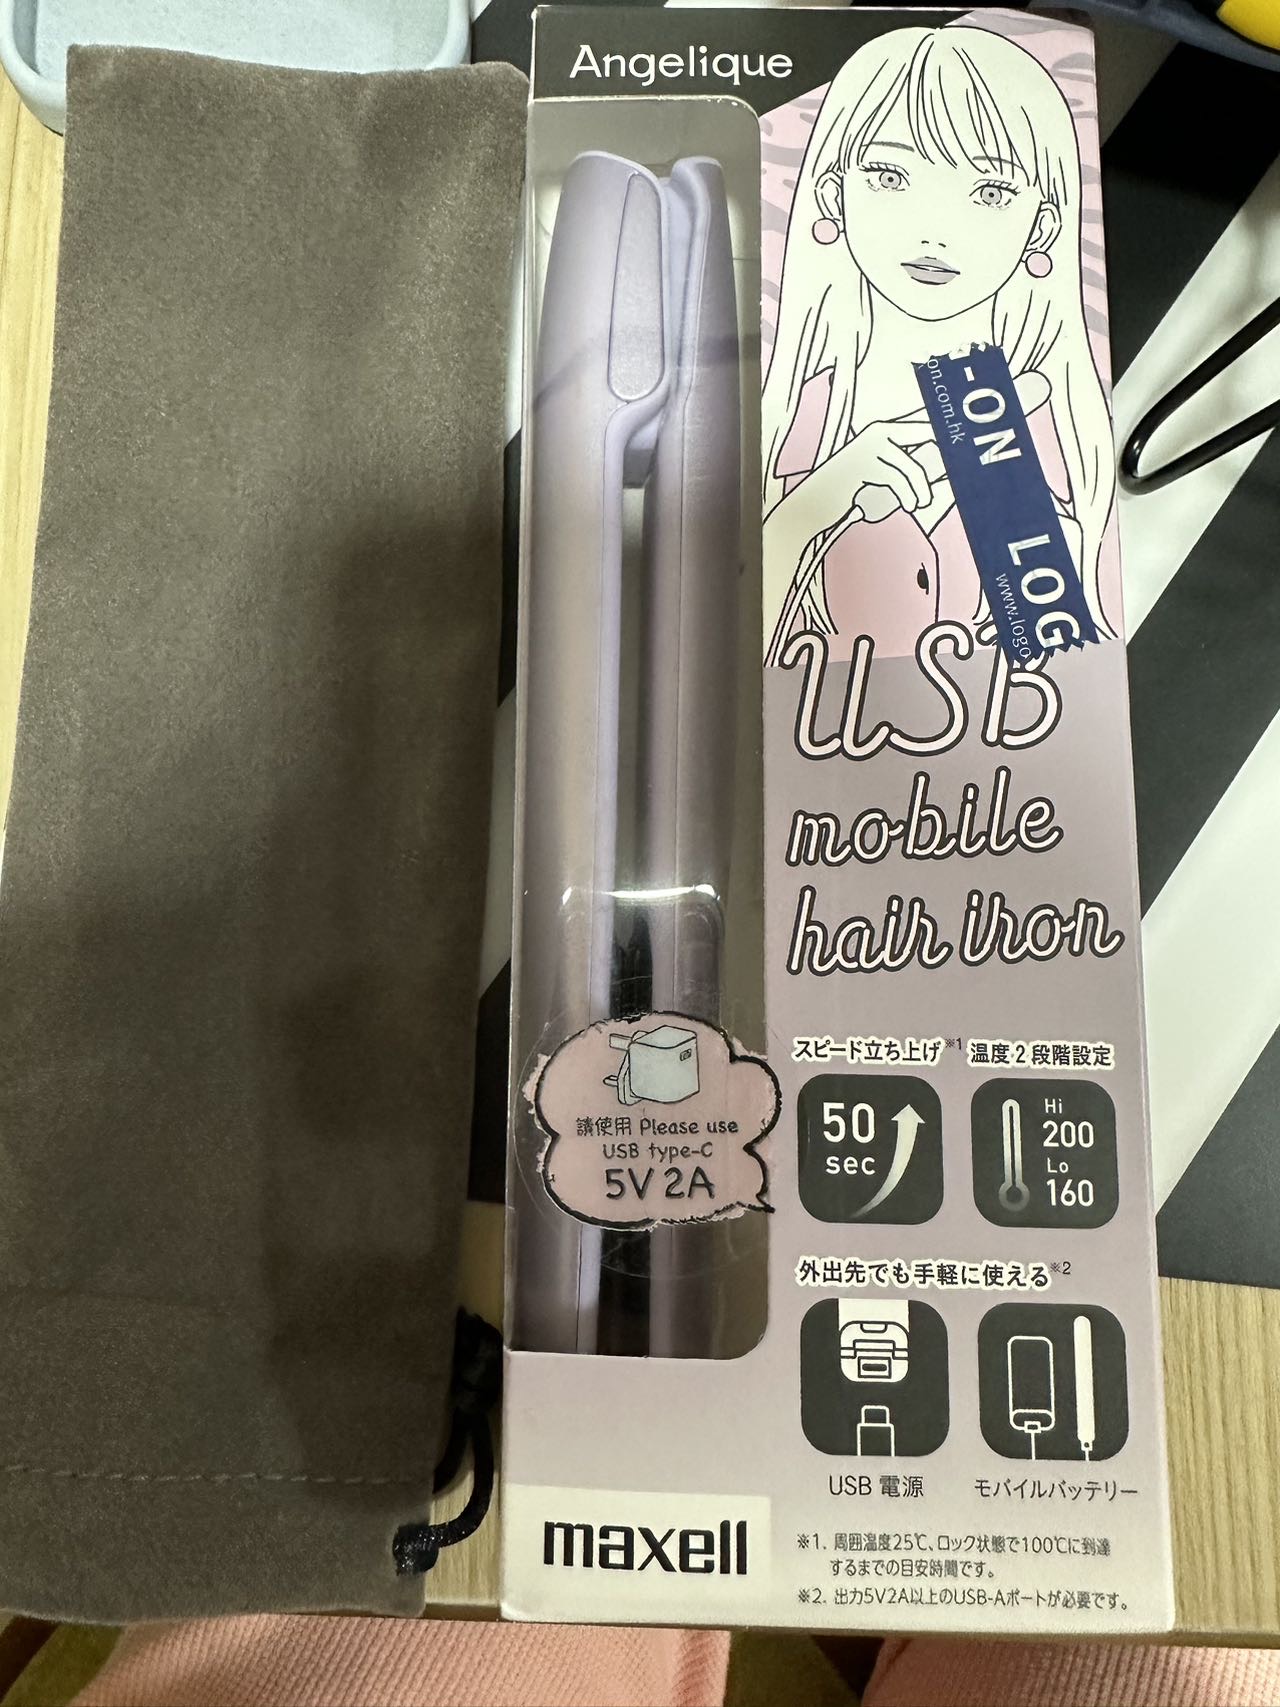 Angelique
-ON LOG
on.com.hk
www.logo
USB
mobile
hair iron
請使用 Please use
USB type-C
5V 2A
スピード立ち上げ※1
50
sec
温度2段階設定
Hi
200
Lo
160
外出先でも手軽に使える※2
USB 電源
モバイルバッテリー
maxell
※1. 周囲温度25℃、ロック状態で100℃に到達
するまでの目安時間です。
※2. 出力5V2A以上のUSB-Aポートが必要です。